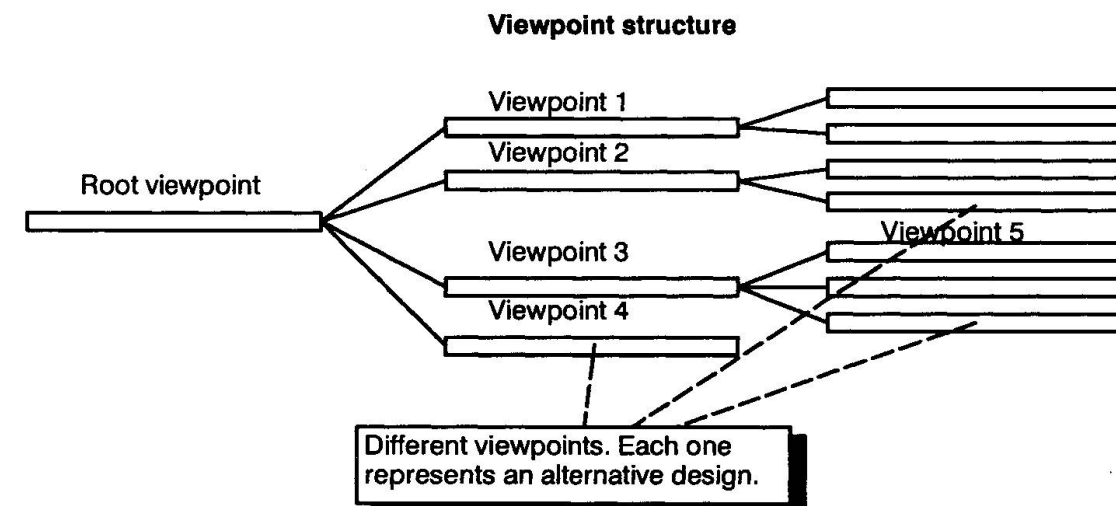 Viewpoint structure
Viewpoint 1
Viewpoint 2
Root viewpoint
Viewpoint 5
Viewpoint 3
Viewpoint 4
Different viewpoints. Each one
represents an alternative design.